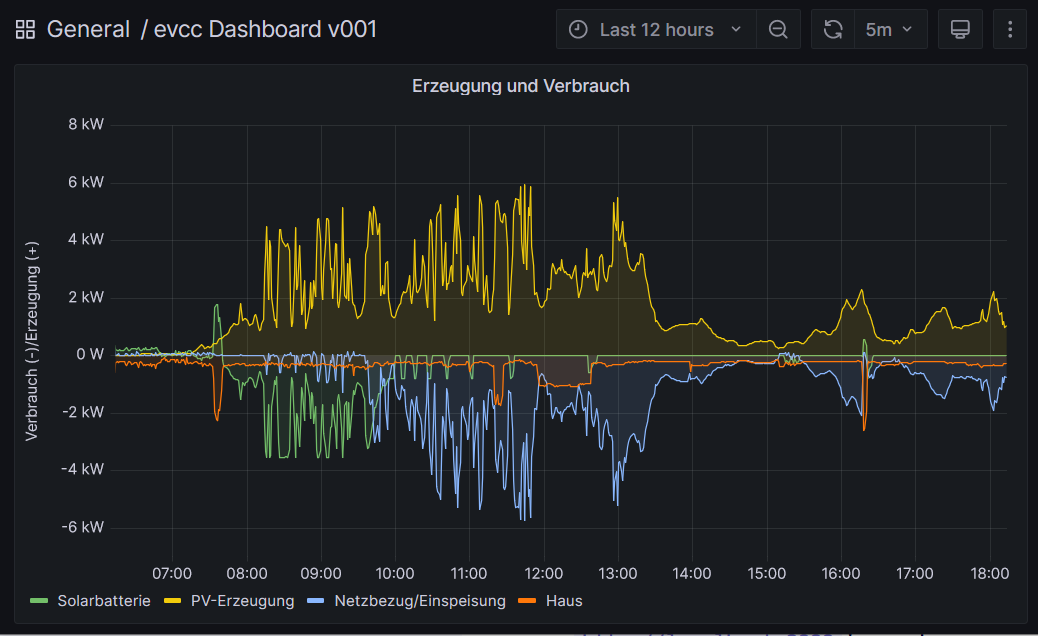 General / evcc Dashboard v001
Last 12 hours
5m
Erzeugung und Verbrauch
Verbrauch (-)/Erzeugung (+)
8 kW
6 kW
4 kW
2 kW
0 W
-2 kW
-4 kW
-6 kW
07:00 08:00 09:00 10:00 11:00 12:00 13:00 14:00 15:00 16:00 17:00 18:00
Solarbatterie PV-Erzeugung Netzbezug/Einspeisung Haus